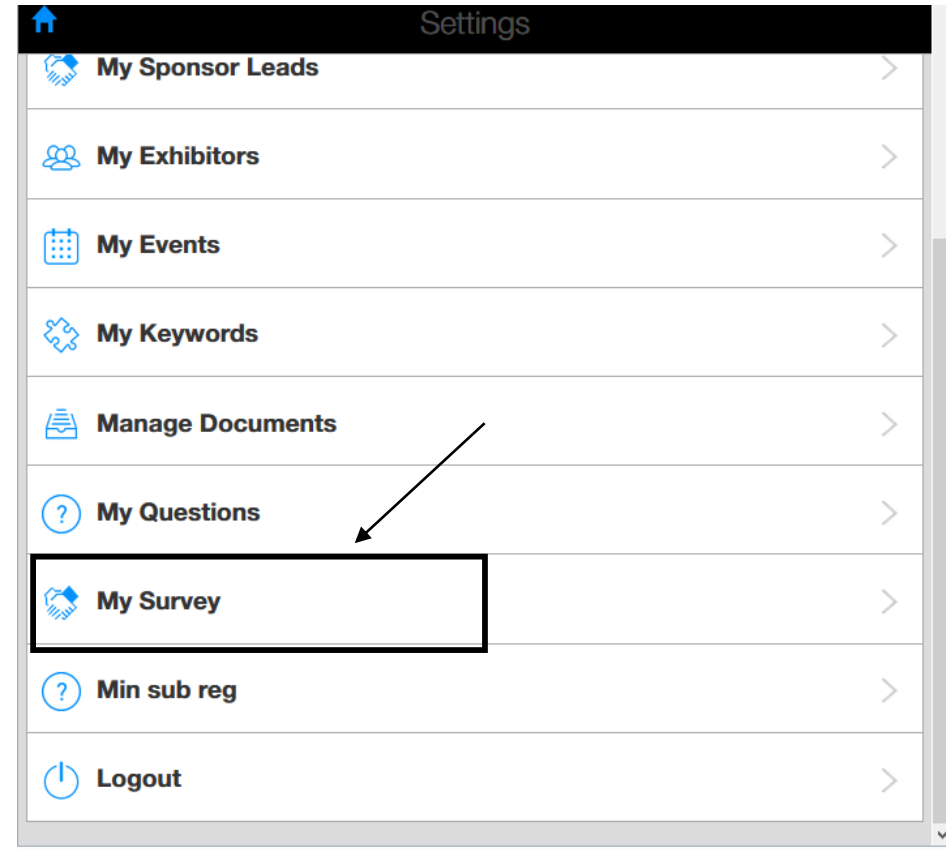 Settings
My Sponsor Leads
My Exhibitors
My Events
My Keywords
Manage Documents
? My Questions
My Survey
? Min sub reg
Logout